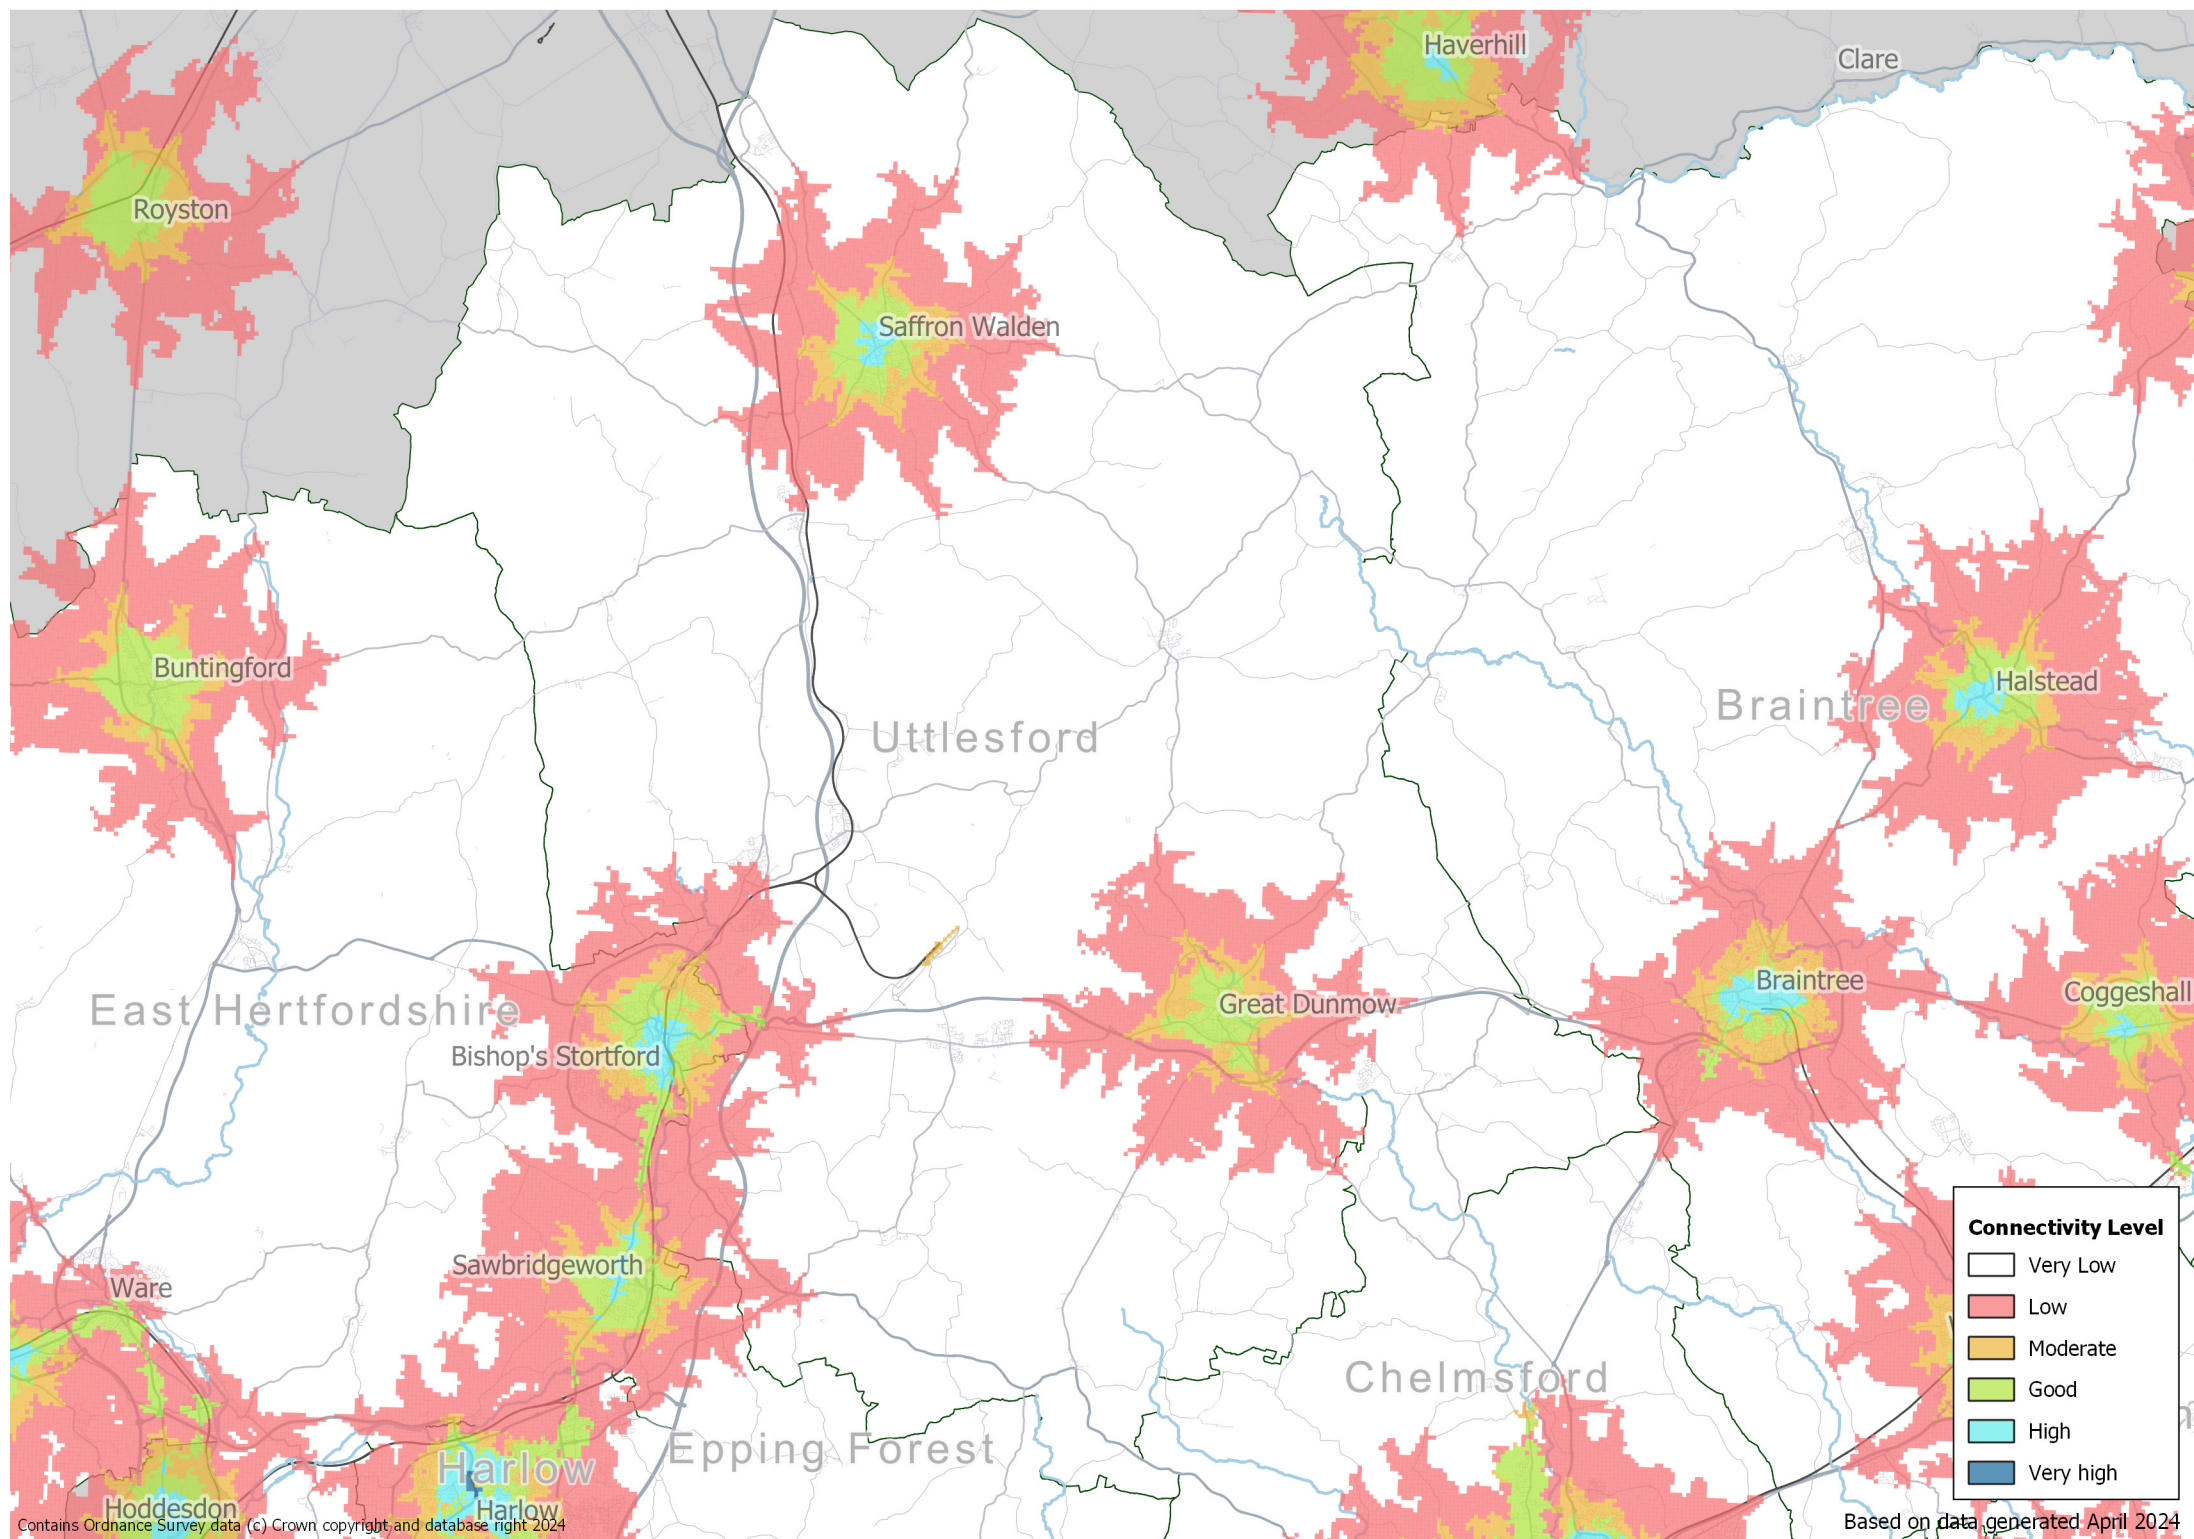 Haverhill
Clare
Royston
Saffron Walden
Buntingford
Halstead
Braintree
Uttlesford
Braintree
Coggeshall
Great Dunmow
East Hertfordshire
Bishop's Stortford
Sawbridgeworth
Ware
Chelmsford
Epping Forest
Harlow
Harlow
Hoddesdon
Connectivity Level
Very Low
Low
Moderate
Good
High
Very high
Contains Ordnance Survey data (c) Crown copyright and database right 2024
Based on data generated April 2024